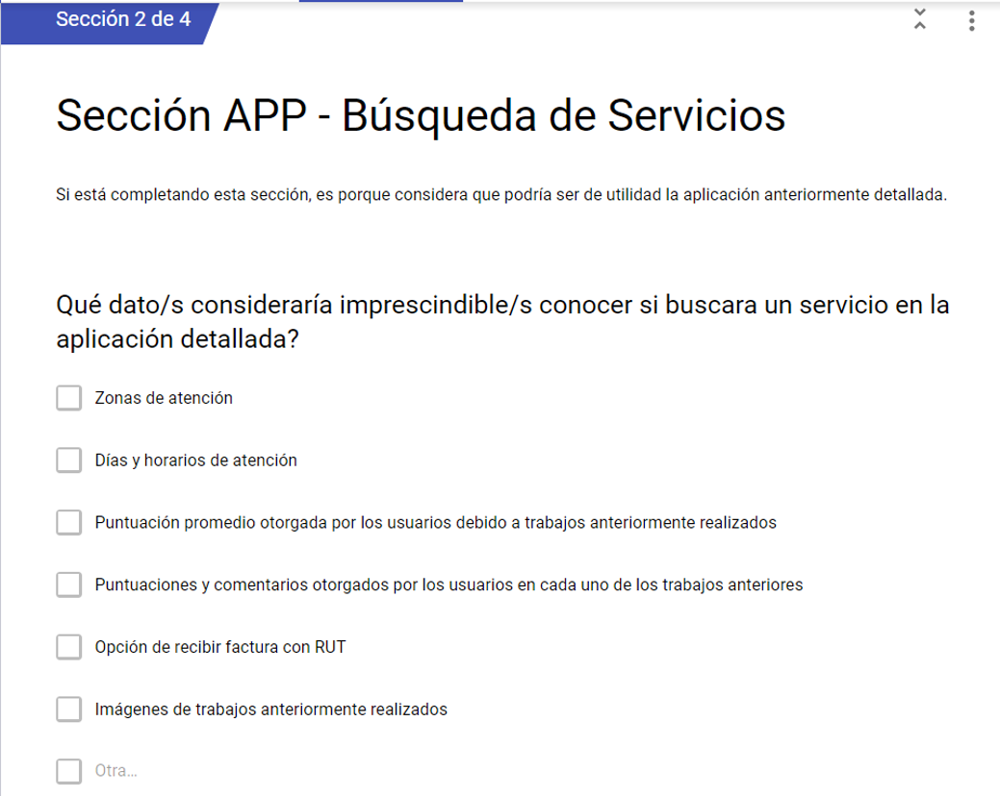 Sección 2 de 4
Sección APP - Búsqueda de Servicios
Si está completando esta sección, es porque considera que podría ser de utilidad la aplicación anteriormente detallada.
Qué dato/s consideraría imprescindible/s conocer si buscara un servicio en la
aplicación detallada?
Zonas de atención
Días y horarios de atención
Puntuación promedio otorgada por los usuarios debido a trabajos anteriormente realizados
Puntuaciones y comentarios otorgados por los usuarios en cada uno de los trabajos anteriores
Opción de recibir factura con RUT
Imágenes de trabajos anteriormente realizados
Otra...